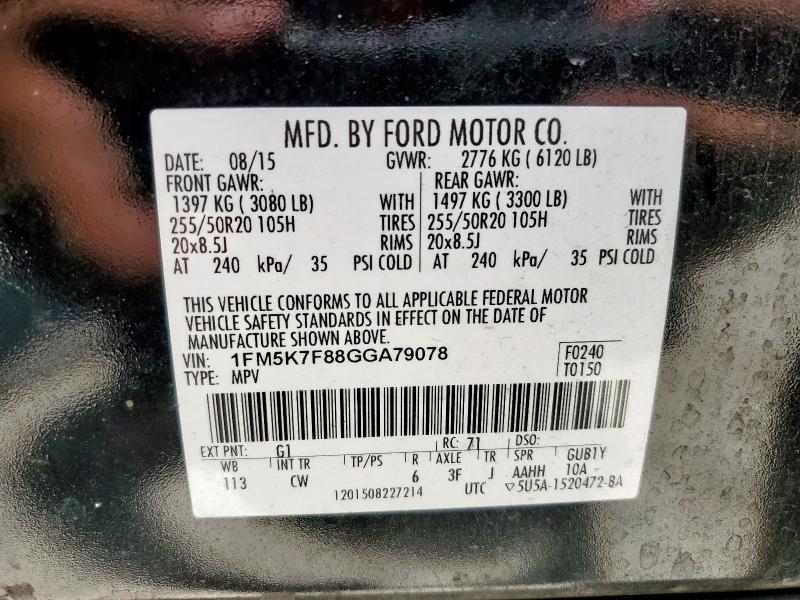 MFD. BY FORD MOTOR CO.
DATE: 08/15 GVWR: 2776 KG ( 6120 LB)
FRONT GAWR: REAR GAWR:
1397 KG ( 3080 LB) WITH 1497 KG ( 3300 LB) WITH
255/50R20 105H TIRES 255/50R20 105H TIRES
20x8.5J RIMS 20x8.5J RIMS
AT 240 kPa/ 35 PSI COLD AT 240 kPa/ 35 PSI COLD
THIS VEHICLE CONFORMS TO ALL APPLICABLE FEDERAL MOTOR
VEHICLE SAFETY STANDARDS IN EFFECT ON THE DATE OF
MANUFACTURE SHOWN ABOVE.
VIN: 1FM5K7F88GGA79078 F0240
TYPE: MPV T0150
EXT PNT: G1 RC: 71 DSO:
WB INT TR TP/PS R AXLE TR SPR GUB1Y
113 CW 6 3F J AAHH 10A
1201508227214 UTC ▽5U5A-1520472-BA